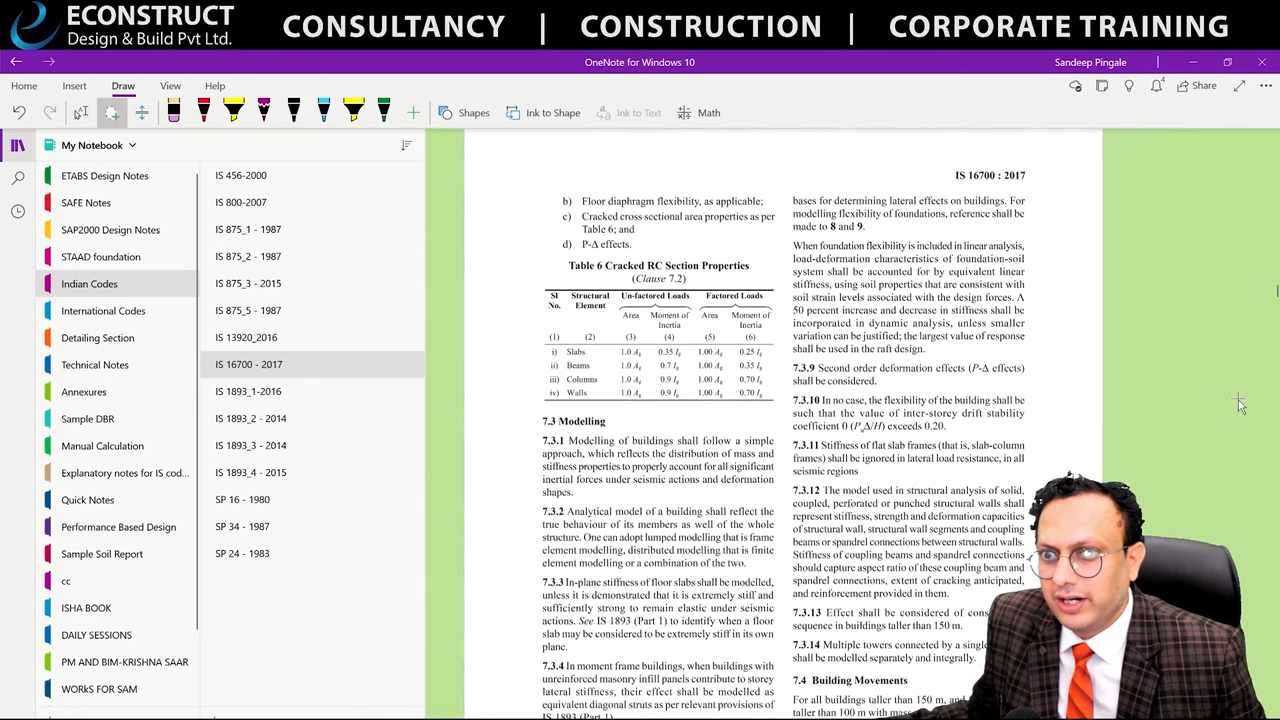 ECONSTRUCT
Design & Build Pvt Ltd.
CONSULTANCY | CONSTRUCTION | CORPORATE TRAINING
OneNote for Windows 10
Sandeep Pingale
Home Insert Draw View Help
Share
Shapes Ink to Shape Ink to Text Math
My Notebook
ETABS Design Notes
SAFE Notes
SAP2000 Design Notes
STAAD foundation
Indian Codes
International Codes
Detailing Section
Technical Notes
Annexures
Sample DBR
Manual Calculation
Explanatory notes for IS cod...
Quick Notes
Performance Based Design
Sample Soil Report
cc
ISHA BOOK
DAILY SESSIONS
PM AND BIM-KRISHNA SAAR
WORKS FOR SAM
IS 456-2000
IS 800-2007
IS 875_1 - 1987
IS 875_2 - 1987
IS 875_3 - 2015
IS 875_5 - 1987
IS 13920_2016
IS 16700 - 2017
IS 1893_1-2016
IS 1893_2 - 2014
IS 1893_3 - 2014
IS 1893_4 - 2015
SP 16 - 1980
SP 34 - 1987
SP 24 - 1983
IS 16700 : 2017
b) Floor diaphragm flexibility, as applicable;
c) Cracked cross sectional area properties as per
Table 6; and
d) P-Δ effects.
Table 6 Cracked RC Section Properties
(Clause 7.2)
Sl No. Structural Element Un-factored Loads Factored Loads
Area Moment of Inertia Area Moment of Inertia
(1) (2) (3) (4) (5) (6)
i) Slabs 1.0 Ag 0.35 Ig 1.00 Ag 0.25 Ig
ii) Beams 1.0 Ag 0.7 Ig 1.00 Ag 0.35 Ig
iii) Columns 1.0 Ag 0.9 Ig 1.00 Ag 0.70 Ig
iv) Walls 1.0 Ag 0.9 Ig 1.00 Ag 0.70 Ig
7.3 Modelling
7.3.1 Modelling of buildings shall follow a simple
approach, which reflects the distribution of mass and
stiffness properties to properly account for all significant
inertial forces under seismic actions and deformation
shapes.
7.3.2 Analytical model of a building shall reflect the
true behaviour of its members as well of the whole
structure. One can adopt lumped modelling that is frame
element modelling, distributed modelling that is finite
element modelling or a combination of the two.
7.3.3 In-plane stiffness of floor slabs shall be modelled,
unless it is demonstrated that it is extremely stiff and
sufficiently strong to remain elastic under seismic
actions. See IS 1893 (Part 1) to identify when a floor
slab may be considered to be extremely stiff in its own
plane.
7.3.4 In moment frame buildings, when buildings with
unreinforced masonry infill panels contribute to storey
lateral stiffness, their effect shall be modelled as
equivalent diagonal struts as per relevant provisions of
IS 1893 (Part 1)
bases for determining lateral effects on buildings. For
modelling flexibility of foundations, reference shall be
made to 8 and 9.
When foundation flexibility is included in linear analysis,
load-deformation characteristics of foundation-soil
system shall be accounted for by equivalent linear
stiffness, using soil properties that are consistent with
soil strain levels associated with the design forces. A
50 percent increase and decrease in stiffness shall be
incorporated in dynamic analysis, unless smaller
variation can be justified; the largest value of response
shall be used in the raft design.
7.3.9 Second order deformation effects (P-Δ effects)
shall be considered.
7.3.10 In no case, the flexibility of the building shall be
such that the value of inter-storey drift stability
coefficient θ (PuΔ/H) exceeds 0.20.
7.3.11 Stiffness of flat slab frames (that is, slab-column
frames) shall be ignored in lateral load resistance, in all
seismic regions
7.3.12 The model used in structural analysis of solid,
coupled, perforated or punched structural walls shall
represent stiffness, strength and deformation capacities
of structural wall, structural wall segments and coupling
beams or spandrel connections between structural walls.
Stiffness of coupling beams and spandrel connections
should capture aspect ratio of these coupling beam and
spandrel connections, extent of cracking anticipated,
and reinforcement provided in them.
7.3.13 Effect shall be considered of cons
sequence in buildings taller than 150 m.
7.3.14 Multiple towers connected by a singl
shall be modelled separately and integrally.
7.4 Building Movements
For all buildings taller than 150 m, and
taller than 100 m with mass